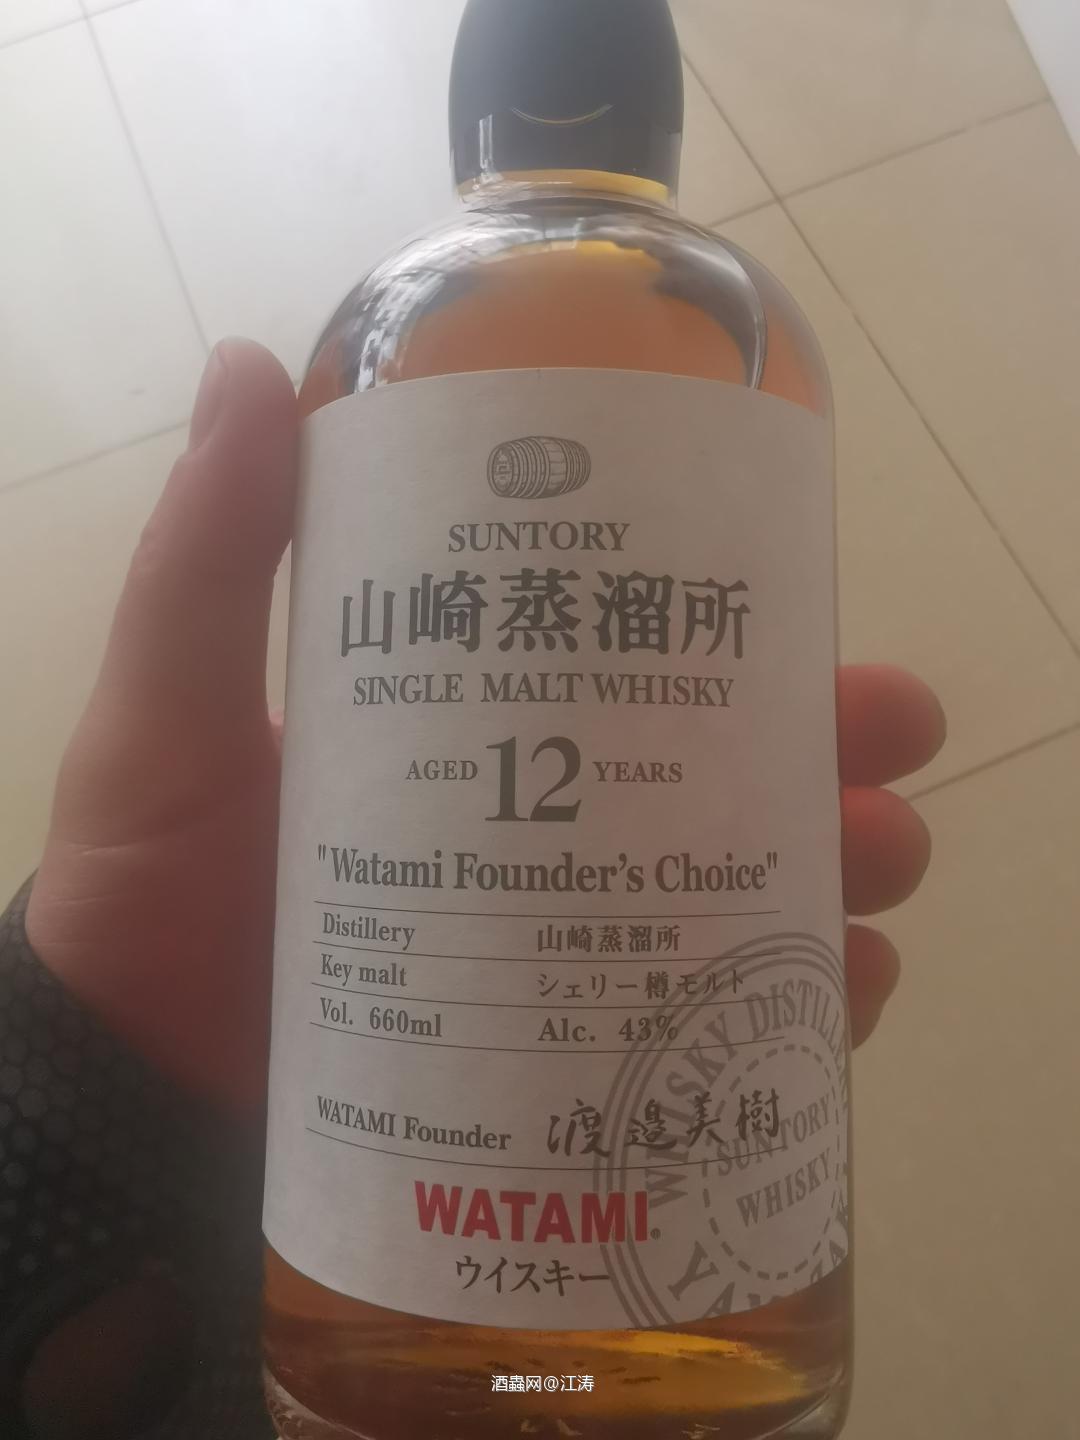 SUNTORY
山崎蒸溜所
SINGLE MALT WHISKY
AGED 12 YEARS
"Watami Founder's Choice"
Distillery 山崎蒸溜所
Key malt シェリー樽モルト
Vol. 660ml Alc. 43%
WATAMI Founder 渡邉美樹
WATAMI®
ウイスキー
WHISKY DISTILLE
SUNTORY
WHISKY
酒蟲网@江涛